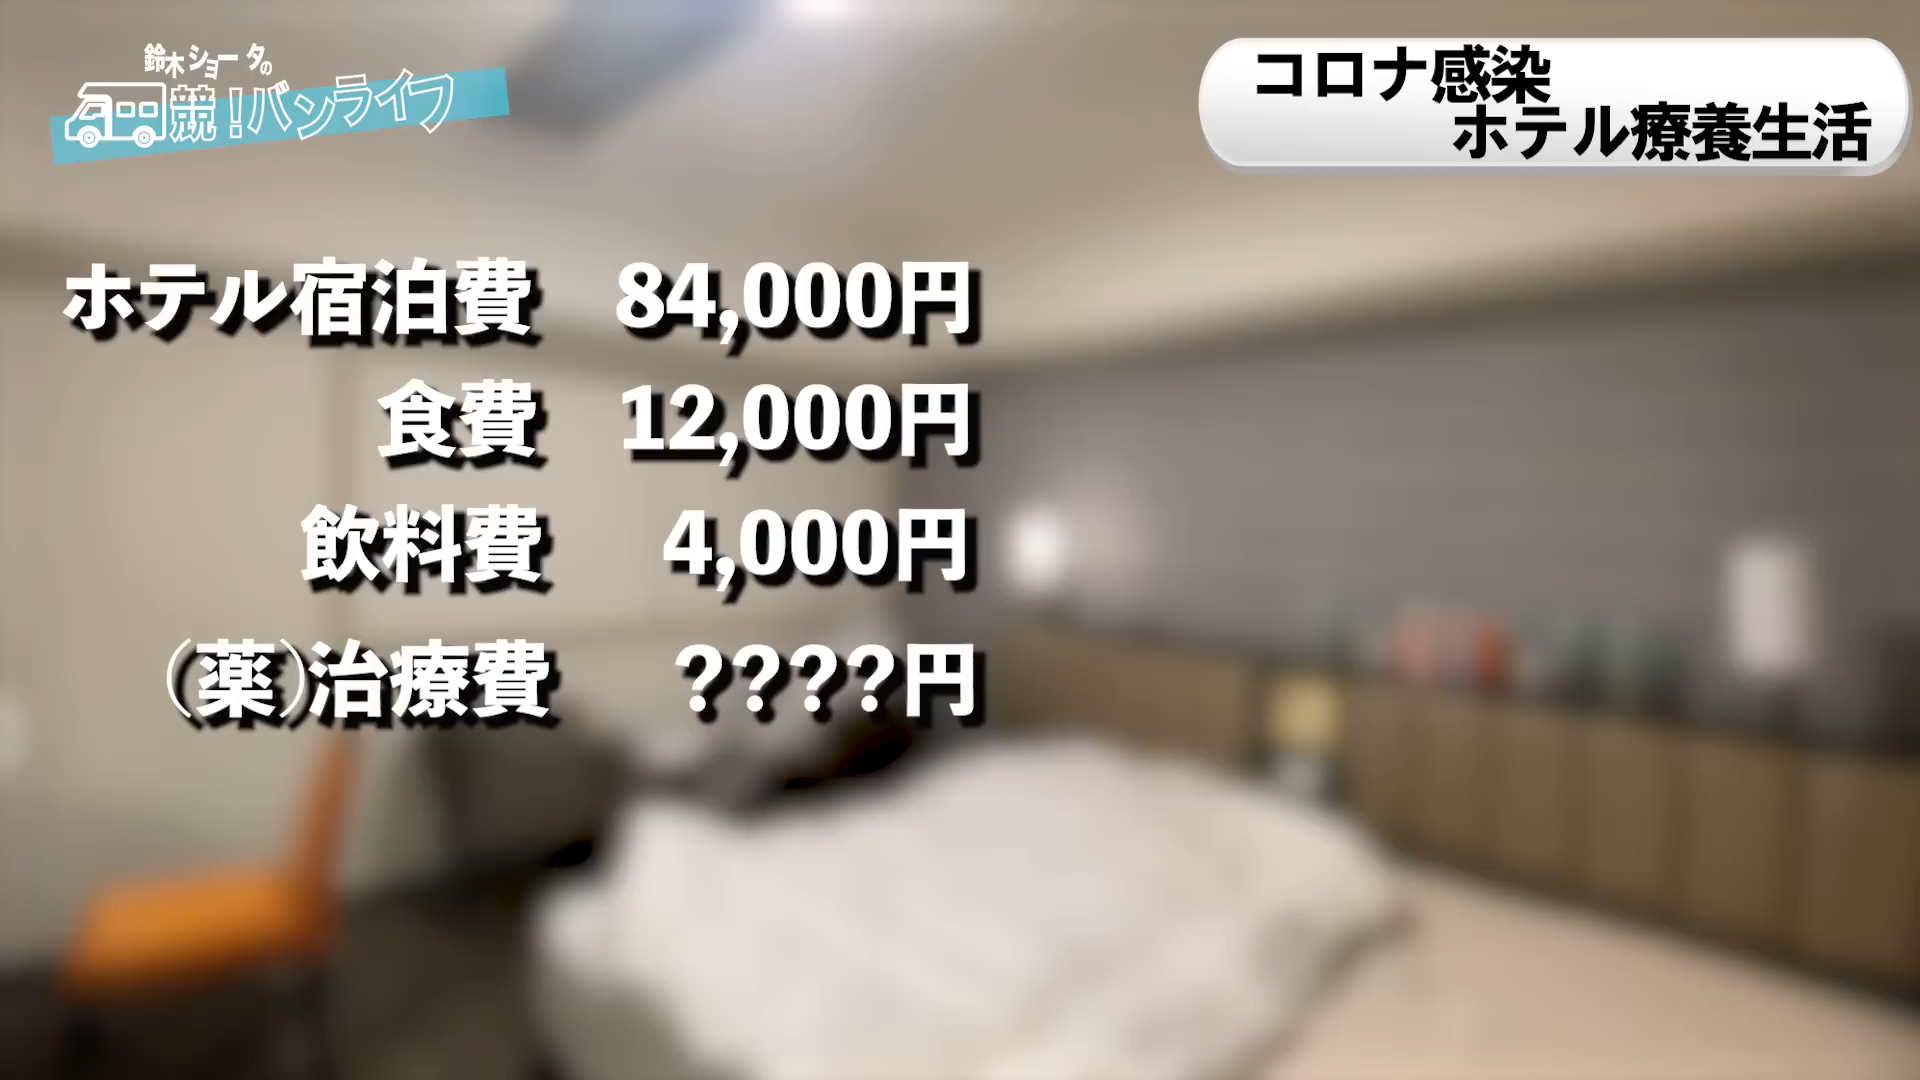 鈴木ショータの
競!バンライフ
コロナ感染
ホテル療養生活
ホテル宿泊費　84,000円
食費　12,000円
飲料費　4,000円
(薬)治療費　????円